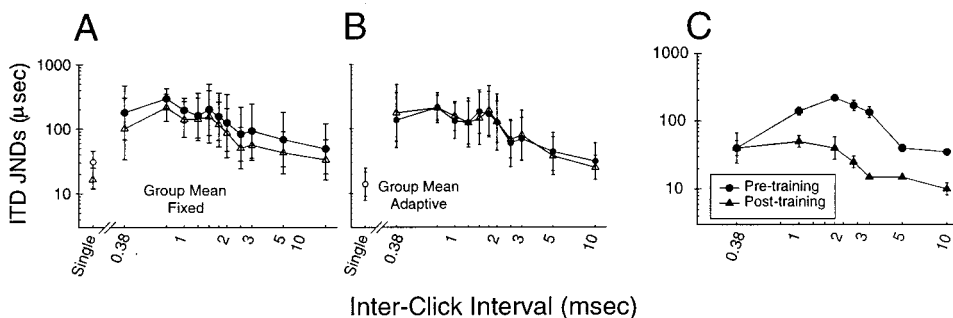 A
B
C
ITD JNDs (μsec)
1000
100
10
Group Mean
Fixed
Single
0.38
1
2
3
5
10
Group Mean
Adaptive
Single
0.38
1
2
3
5
10
1000
100
10
Pre-training
Post-training
0.38
1
2
3
5
10
Inter-Click Interval (msec)